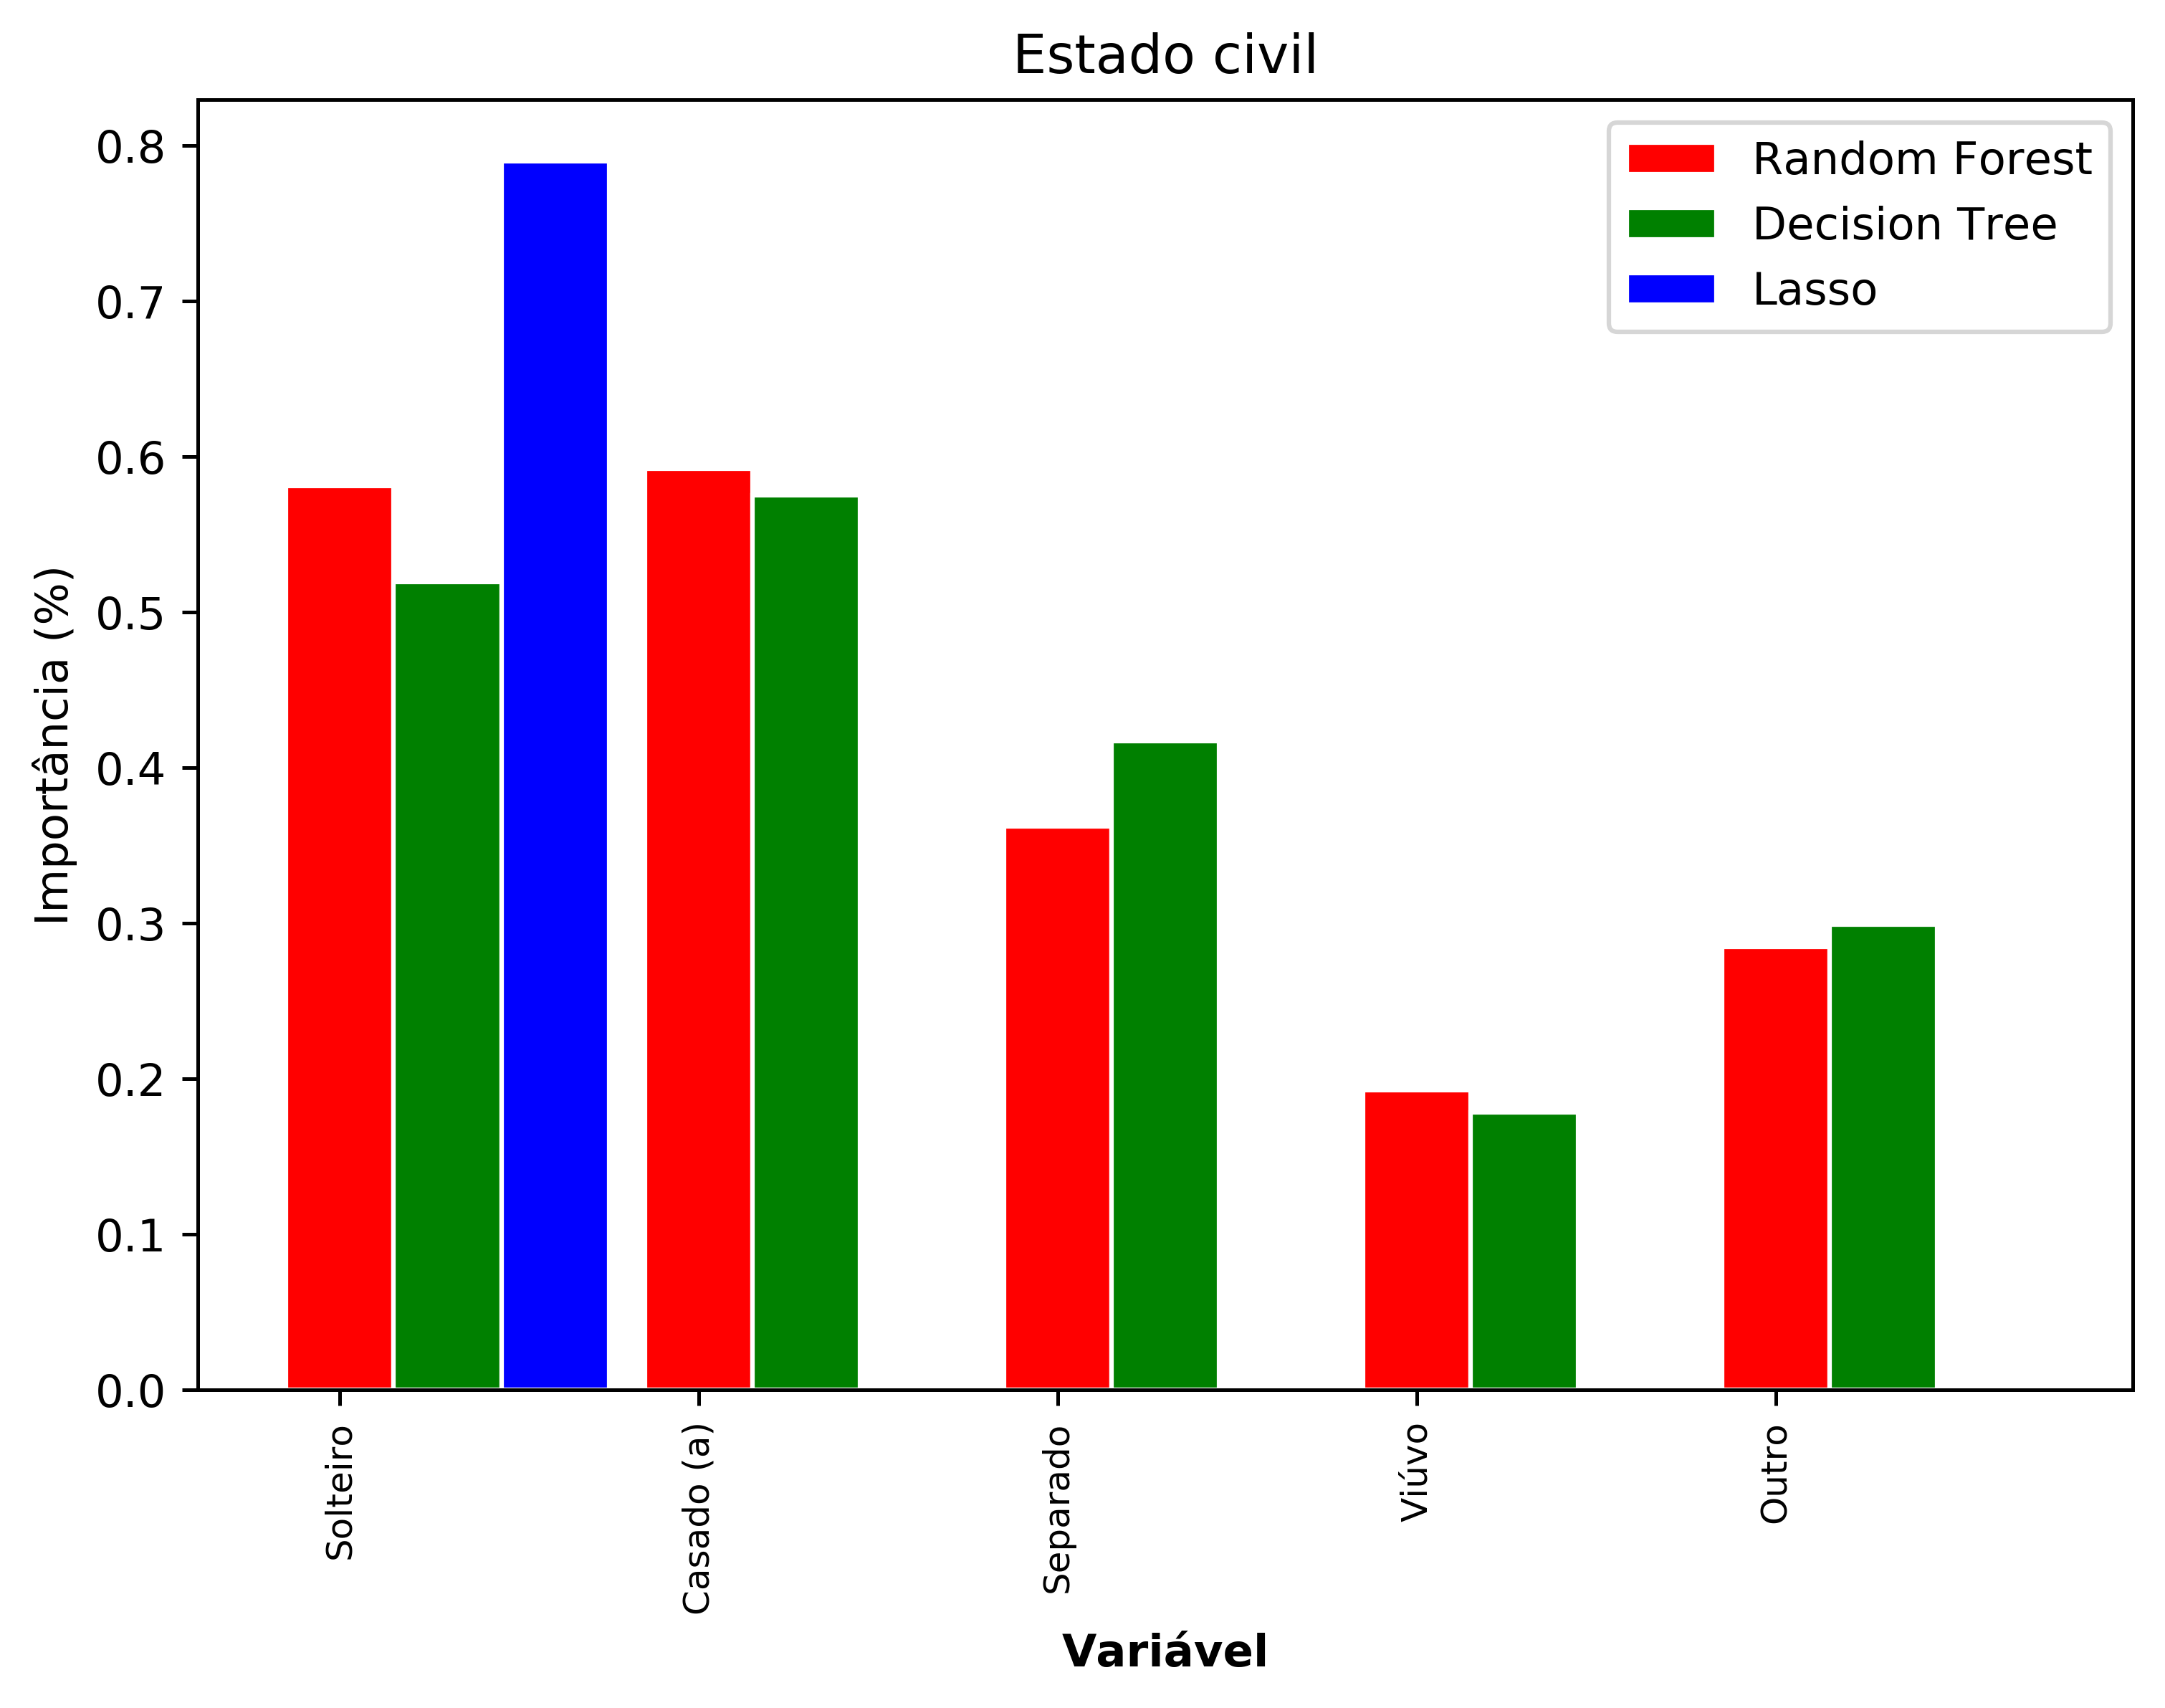 Estado civil
Random Forest
Decision Tree
Lasso
Importância (%)
0.8
0.7
0.6
0.5
0.4
0.3
0.2
0.1
0.0
Solteiro
Casado (a)
Separado
Viúvo
Outro
Variável